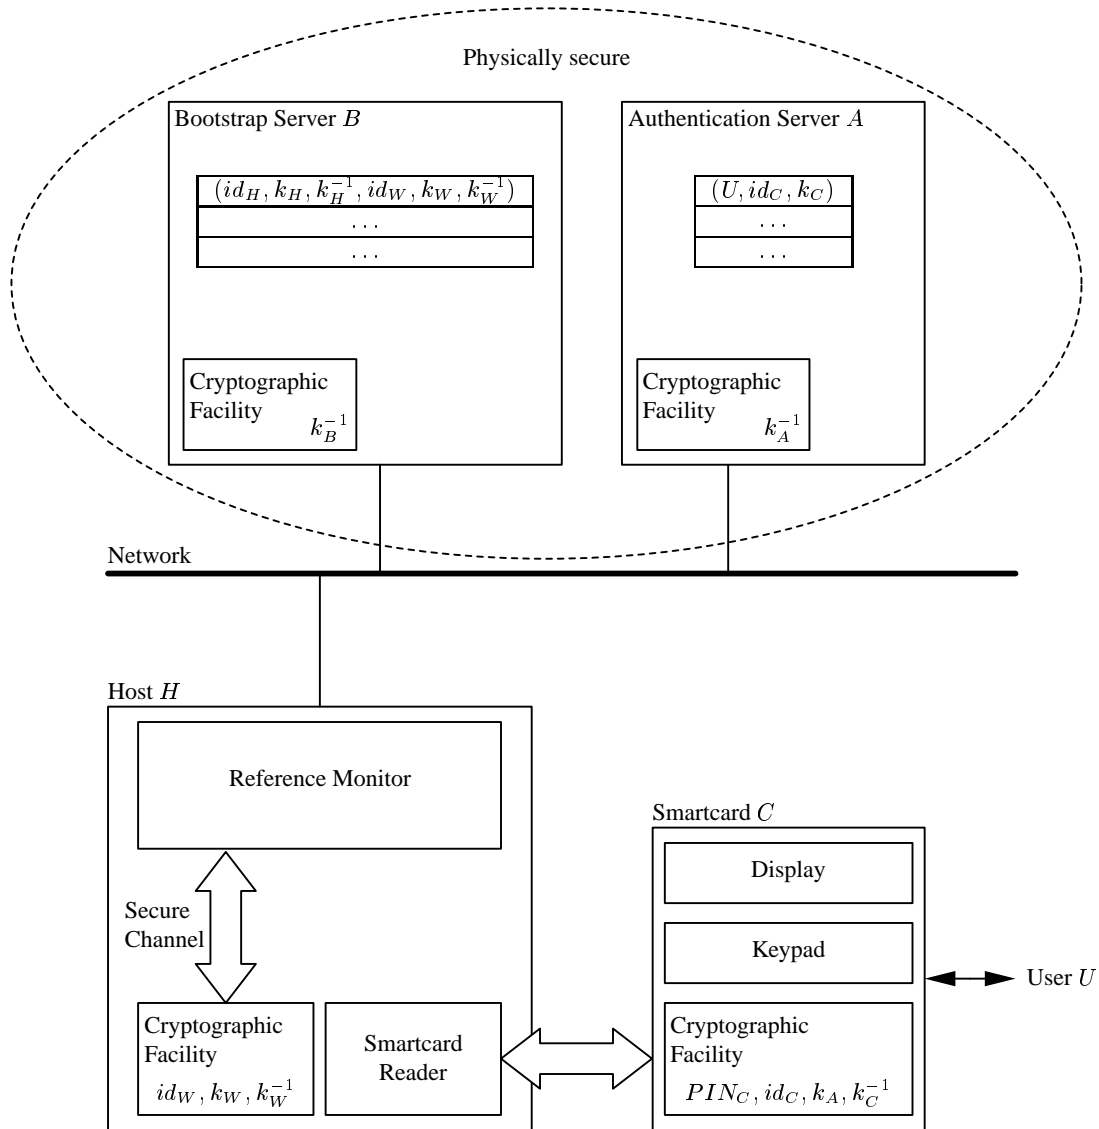 Physically secure
Bootstrap Server B
(id_H, k_H, k_H^{-1}, id_W, k_W, k_W^{-1})
. . .
. . .
Cryptographic
Facility
k_B^{-1}
Authentication Server A
(U, id_C, k_C)
. . .
. . .
Cryptographic
Facility
k_A^{-1}
Network
Host H
Reference Monitor
Secure
Channel
Cryptographic
Facility
id_W, k_W, k_W^{-1}
Smartcard
Reader
Smartcard C
Display
Keypad
Cryptographic
Facility
PIN_C, id_C, k_A, k_C^{-1}
User U